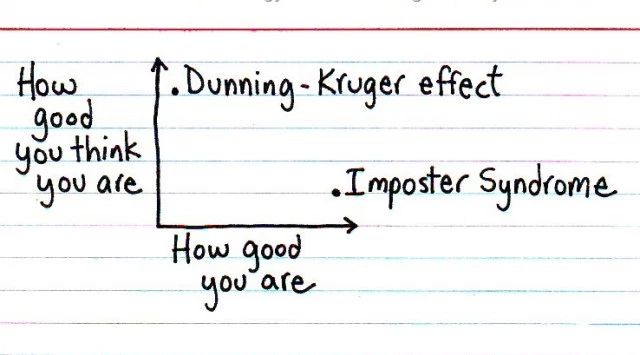 How
good
you think
you are
. Dunning-Kruger effect
. Imposter Syndrome
How good
you are